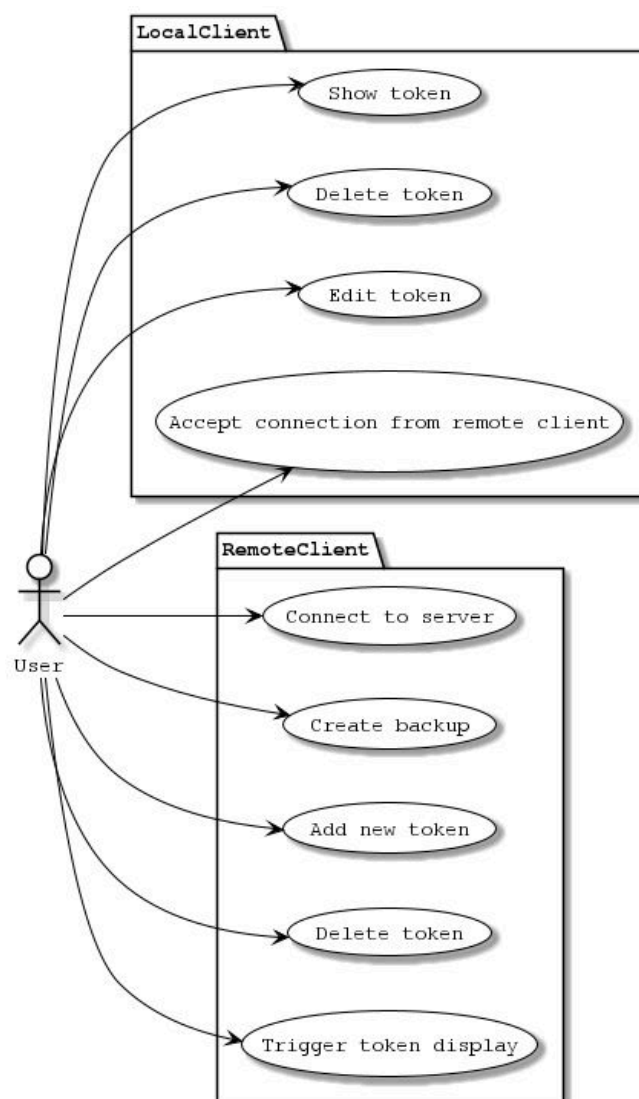 LocalClient
Show token
Delete token
Edit token
Accept connection from remote client
RemoteClient
Connect to server
User
Create backup
Add new token
Delete token
Trigger token display